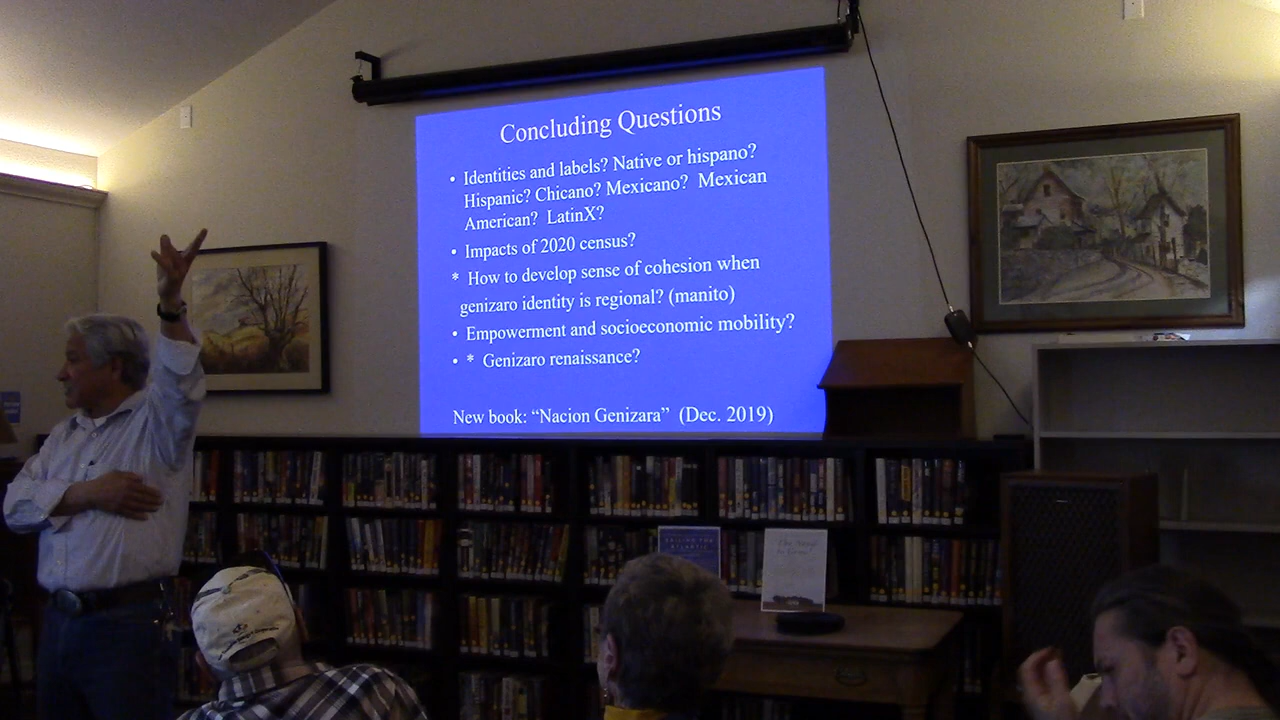 Concluding Questions
• Identities and labels? Native or hispano?
Hispanic? Chicano? Mexicano? Mexican
American? LatinX?
• Impacts of 2020 census?
* How to develop sense of cohesion when
genizaro identity is regional? (manito)
• Empowerment and socioeconomic mobility?
• * Genizaro renaissance?
New book: “Nacion Genizara” (Dec. 2019)
ATLANTIC